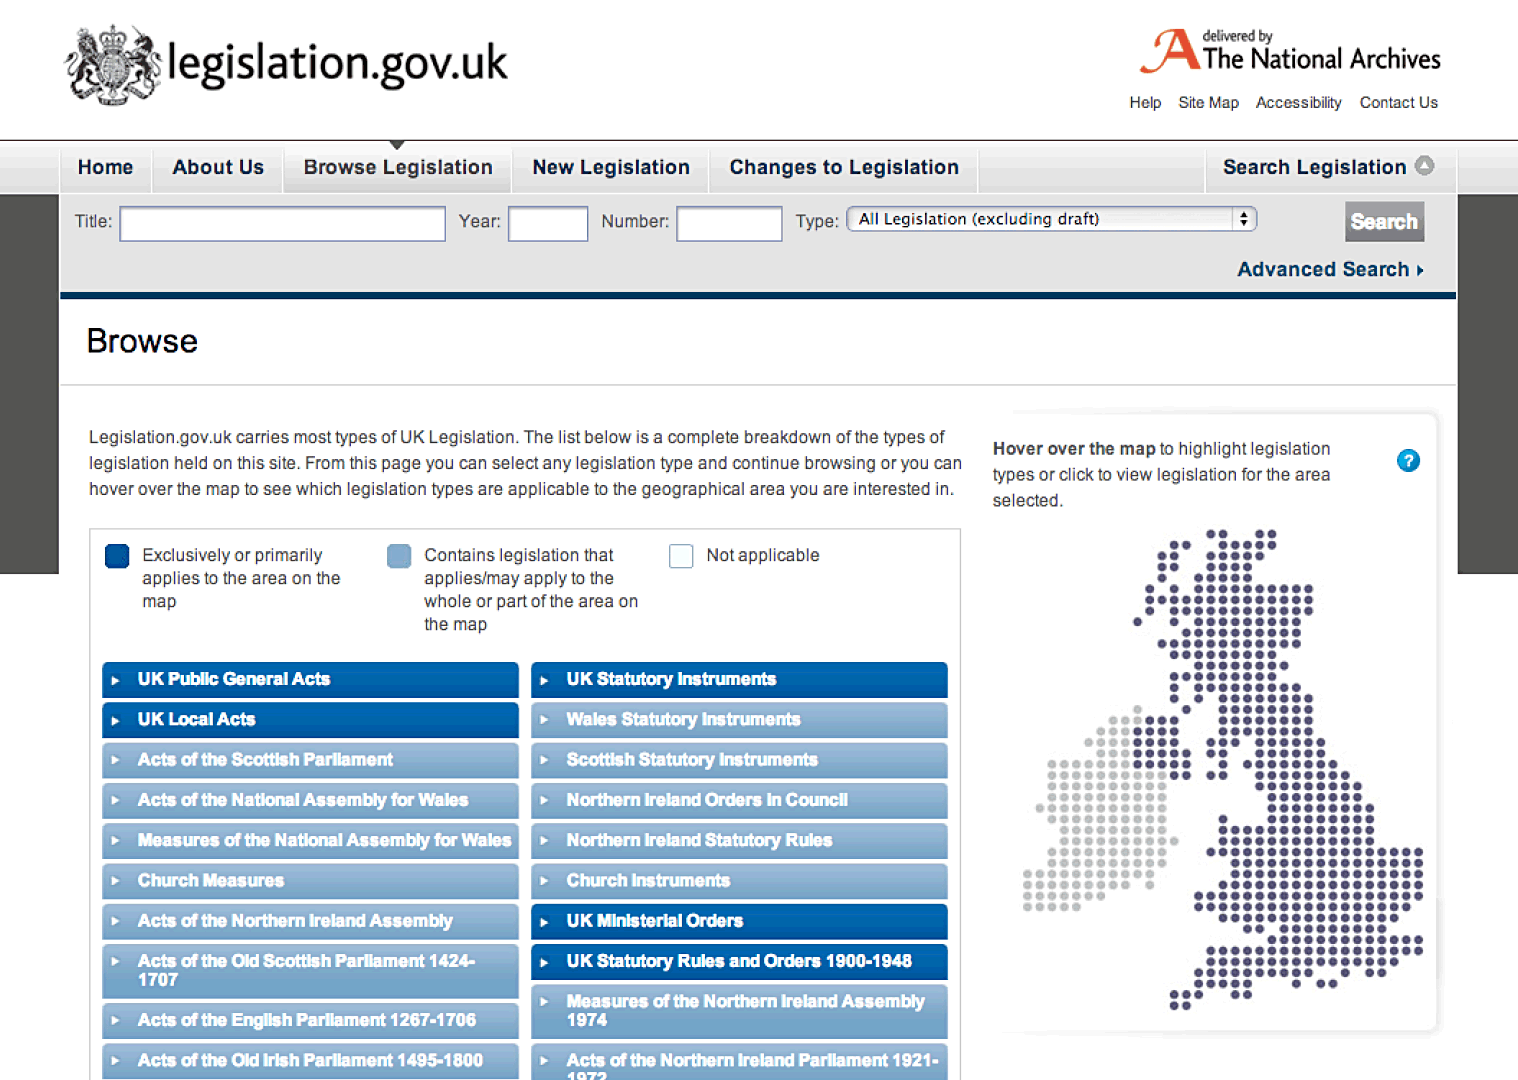 legislation.gov.uk
delivered by
The National Archives
Help Site Map Accessibility Contact Us
Home About Us Browse Legislation New Legislation Changes to Legislation Search Legislation
Title: Year: Number: Type: All Legislation (excluding draft) Search
Advanced Search
Browse
Legislation.gov.uk carries most types of UK Legislation. The list below is a complete breakdown of the types of
legislation held on this site. From this page you can select any legislation type and continue browsing or you can
hover over the map to see which legislation types are applicable to the geographical area you are interested in.
Hover over the map to highlight legislation
types or click to view legislation for the area
selected.
?
Exclusively or primarily
applies to the area on the
map
Contains legislation that
applies/may apply to the
whole or part of the area on
the map
Not applicable
UK Public General Acts
UK Local Acts
Acts of the Scottish Parliament
Acts of the National Assembly for Wales
Measures of the National Assembly for Wales
Church Measures
Acts of the Northern Ireland Assembly
Acts of the Old Scottish Parliament 1424-
1707
Acts of the English Parliament 1267-1706
Acts of the Old Irish Parliament 1495-1800
UK Statutory Instruments
Wales Statutory Instruments
Scottish Statutory Instruments
Northern Ireland Orders in Council
Northern Ireland Statutory Rules
Church Instruments
UK Ministerial Orders
UK Statutory Rules and Orders 1900-1948
Measures of the Northern Ireland Assembly
1974
Acts of the Northern Ireland Parliament 1921-
1972